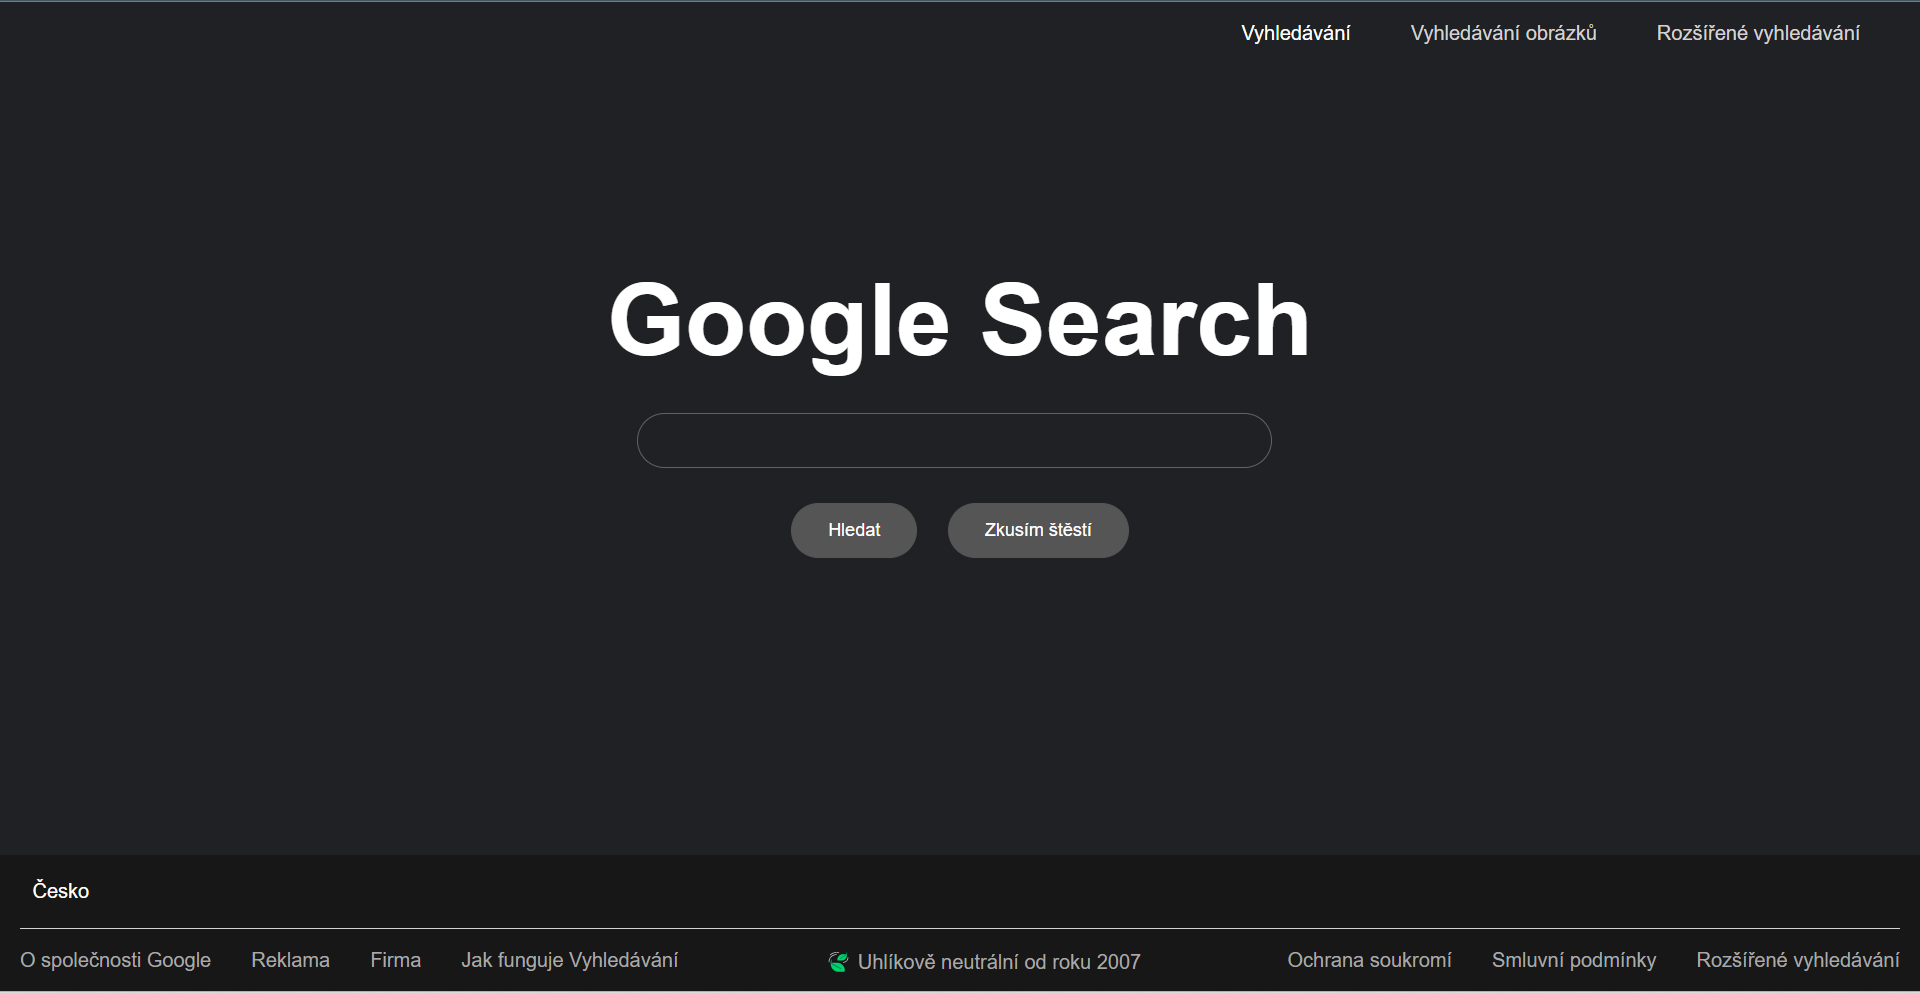 Vyhledávání Vyhledávání obrázků Rozšířené vyhledávání
Google Search
Hledat Zkusím štěstí
Česko
O společnosti Google Reklama Firma Jak funguje Vyhledávání Uhlíkově neutrální od roku 2007 Ochrana soukromí Smluvní podmínky Rozšířené vyhledávání